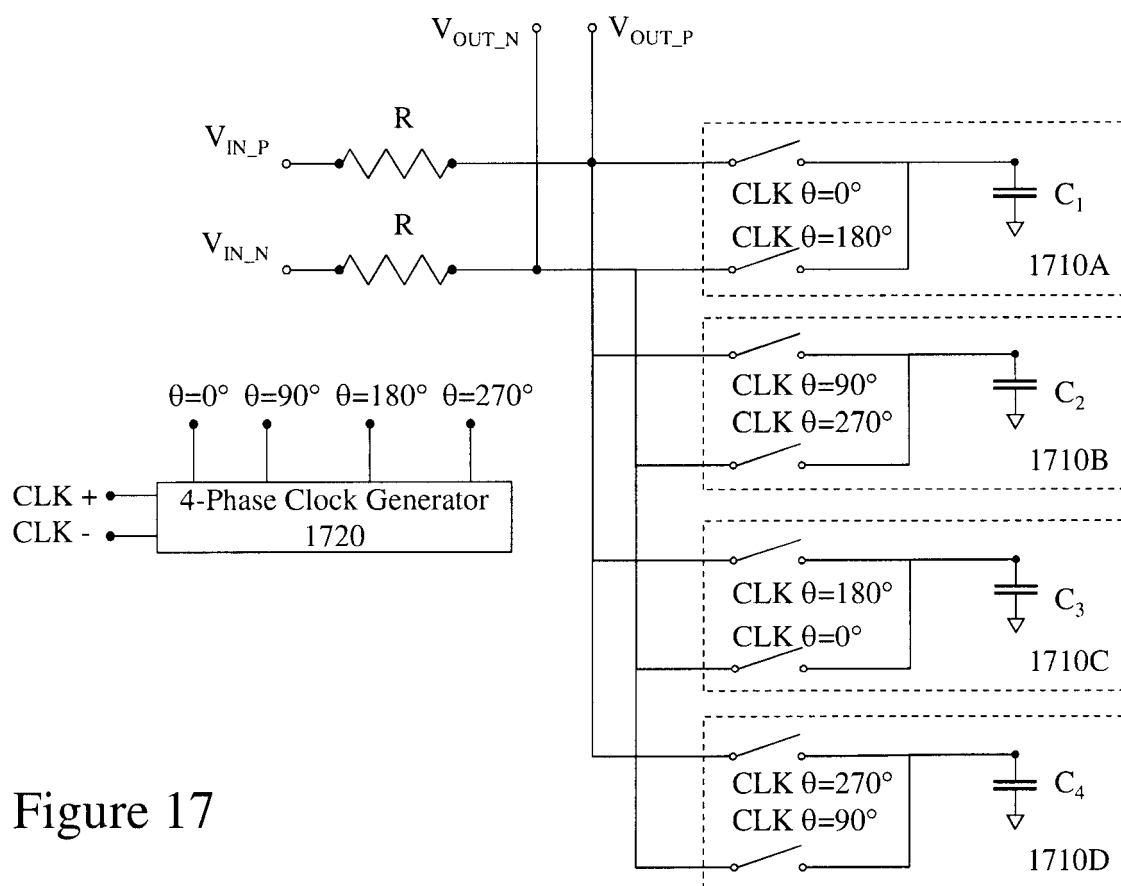 V_OUT_N
V_OUT_P
R
V_IN_P
R
V_IN_N
CLK θ=0°
CLK θ=180°
C₁
1710A
CLK θ=90°
CLK θ=270°
C₂
1710B
θ=0° θ=90° θ=180° θ=270°
CLK +
CLK -
4-Phase Clock Generator
1720
CLK θ=180°
CLK θ=0°
C₃
1710C
CLK θ=270°
CLK θ=90°
C₄
1710D
Figure 17